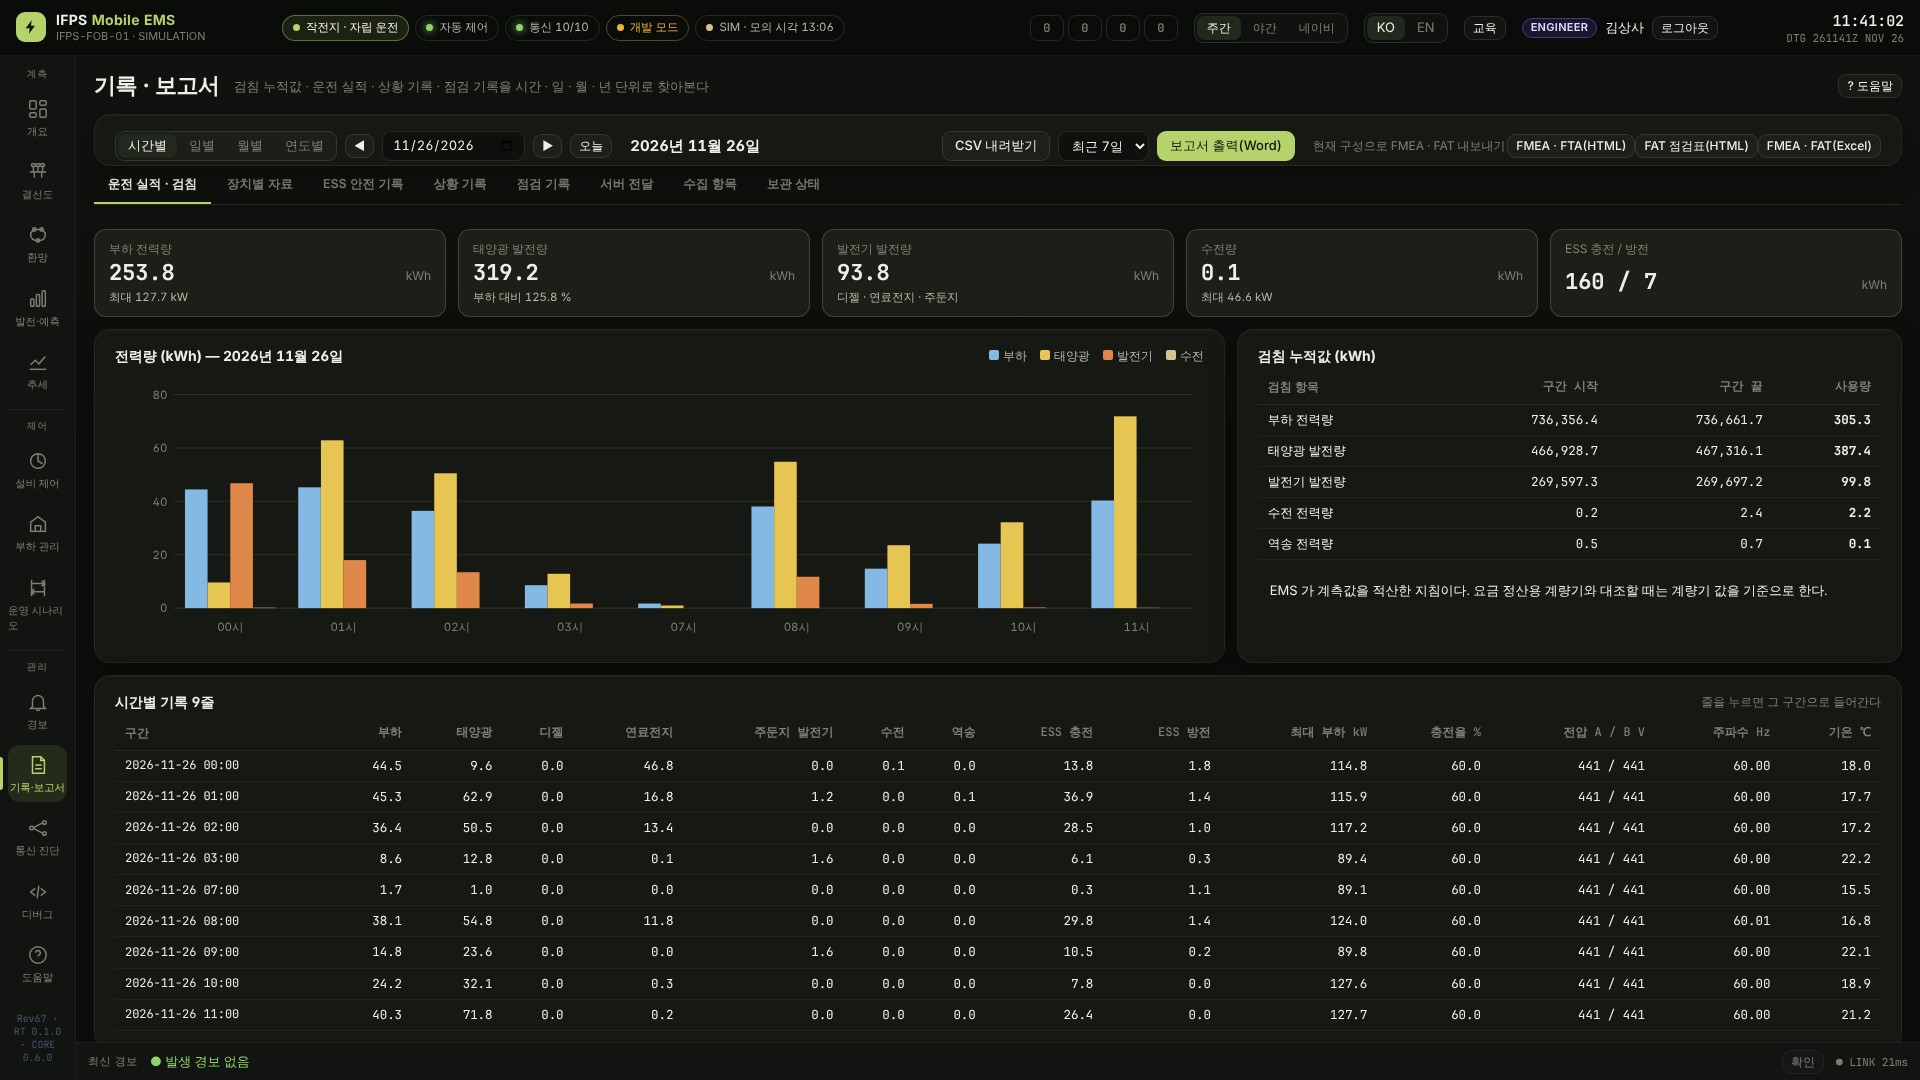 IFPS Mobile EMS
IFPS-FOB-01 · SIMULATION
작전지 · 자립 운전
자동 제어
통신 10/10
개발 모드
SIM · 모의 시각 13:06
0 0 0 0
주간 야간 네이비
KO EN
교육
ENGINEER 김상사 로그아웃
11:41:02
DTG 261141Z NOV 26
계측
개요
결선도
환망
발전·예측
추세
제어
설비 제어
부하 관리
운영 시나리
오
관리
경보
기록·보고서
통신 진단
디버그
도움말
Rev67 ·
RT 0.1.0
· CORE
0.6.0
기록 · 보고서
검침 누적값 · 운전 실적 · 상황 기록 · 점검 기록을 시간 · 일 · 월 · 년 단위로 찾아본다
? 도움말
시간별 일별 월별 연도별
◀ 11/26/2026 ▶ 오늘
2026년 11월 26일
CSV 내려받기
최근 7일
보고서 출력(Word)
현재 구성으로 FMEA · FAT 내보내기
FMEA · FTA(HTML)
FAT 점검표(HTML)
FMEA · FAT(Excel)
운전 실적 · 검침 장치별 자료 ESS 안전 기록 상황 기록 점검 기록 서버 전달 수집 항목 보관 상태
부하 전력량
253.8 kWh
최대 127.7 kW
태양광 발전량
319.2 kWh
부하 대비 125.8 %
발전기 발전량
93.8 kWh
디젤 · 연료전지 · 주둔지
수전량
0.1 kWh
최대 46.6 kW
ESS 충전 / 방전
160 / 7 kWh
전력량 (kWh) — 2026년 11월 26일
부하 태양광 발전기 수전
80
60
40
20
0
00시 01시 02시 03시 07시 08시 09시 10시 11시
검침 누적값 (kWh)
검침 항목 구간 시작 구간 끝 사용량
부하 전력량 736,356.4 736,661.7 305.3
태양광 발전량 466,928.7 467,316.1 387.4
발전기 발전량 269,597.3 269,697.2 99.8
수전 전력량 0.2 2.4 2.2
역송 전력량 0.5 0.7 0.1
EMS 가 계측값을 적산한 지침이다. 요금 정산용 계량기와 대조할 때는 계량기 값을 기준으로 한다.
시간별 기록 9줄
줄을 누르면 그 구간으로 들어간다
구간 부하 태양광 디젤 연료전지 주둔지 발전기 수전 역송 ESS 충전 ESS 방전 최대 부하 kW 충전율 % 전압 A / B V 주파수 Hz 기온 ℃
2026-11-26 00:00 44.5 9.6 0.0 46.8 0.0 0.1 0.0 13.8 1.8 114.8 60.0 441 / 441 60.00 18.0
2026-11-26 01:00 45.3 62.9 0.0 16.8 1.2 0.0 0.1 36.9 1.4 115.9 60.0 441 / 441 60.00 17.7
2026-11-26 02:00 36.4 50.5 0.0 13.4 0.0 0.0 0.0 28.5 1.0 117.2 60.0 441 / 441 60.00 17.2
2026-11-26 03:00 8.6 12.8 0.0 0.1 1.6 0.0 0.0 6.1 0.3 89.4 60.0 441 / 441 60.00 22.2
2026-11-26 07:00 1.7 1.0 0.0 0.0 0.0 0.0 0.0 0.3 1.1 89.1 60.0 441 / 441 60.00 15.5
2026-11-26 08:00 38.1 54.8 0.0 11.8 0.0 0.0 0.0 29.8 1.4 124.0 60.0 441 / 441 60.01 16.8
2026-11-26 09:00 14.8 23.6 0.0 0.0 1.6 0.0 0.0 10.5 0.2 89.8 60.0 441 / 441 60.00 22.1
2026-11-26 10:00 24.2 32.1 0.0 0.3 0.0 0.0 0.0 7.8 0.0 127.6 60.0 441 / 441 60.00 18.9
2026-11-26 11:00 40.3 71.8 0.0 0.2 0.0 0.0 0.0 26.4 0.0 127.7 60.0 441 / 441 60.00 21.2
최신 경보 발생 경보 없음
확인
LINK 21ms